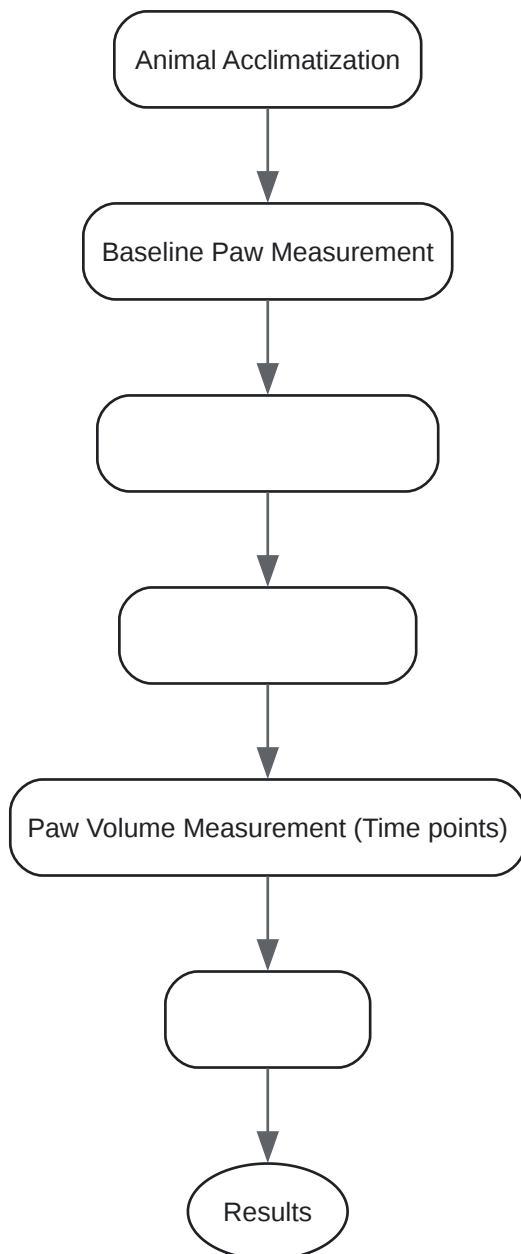 Animal Acclimatization
Baseline Paw Measurement
Paw Volume Measurement (Time points)
Results